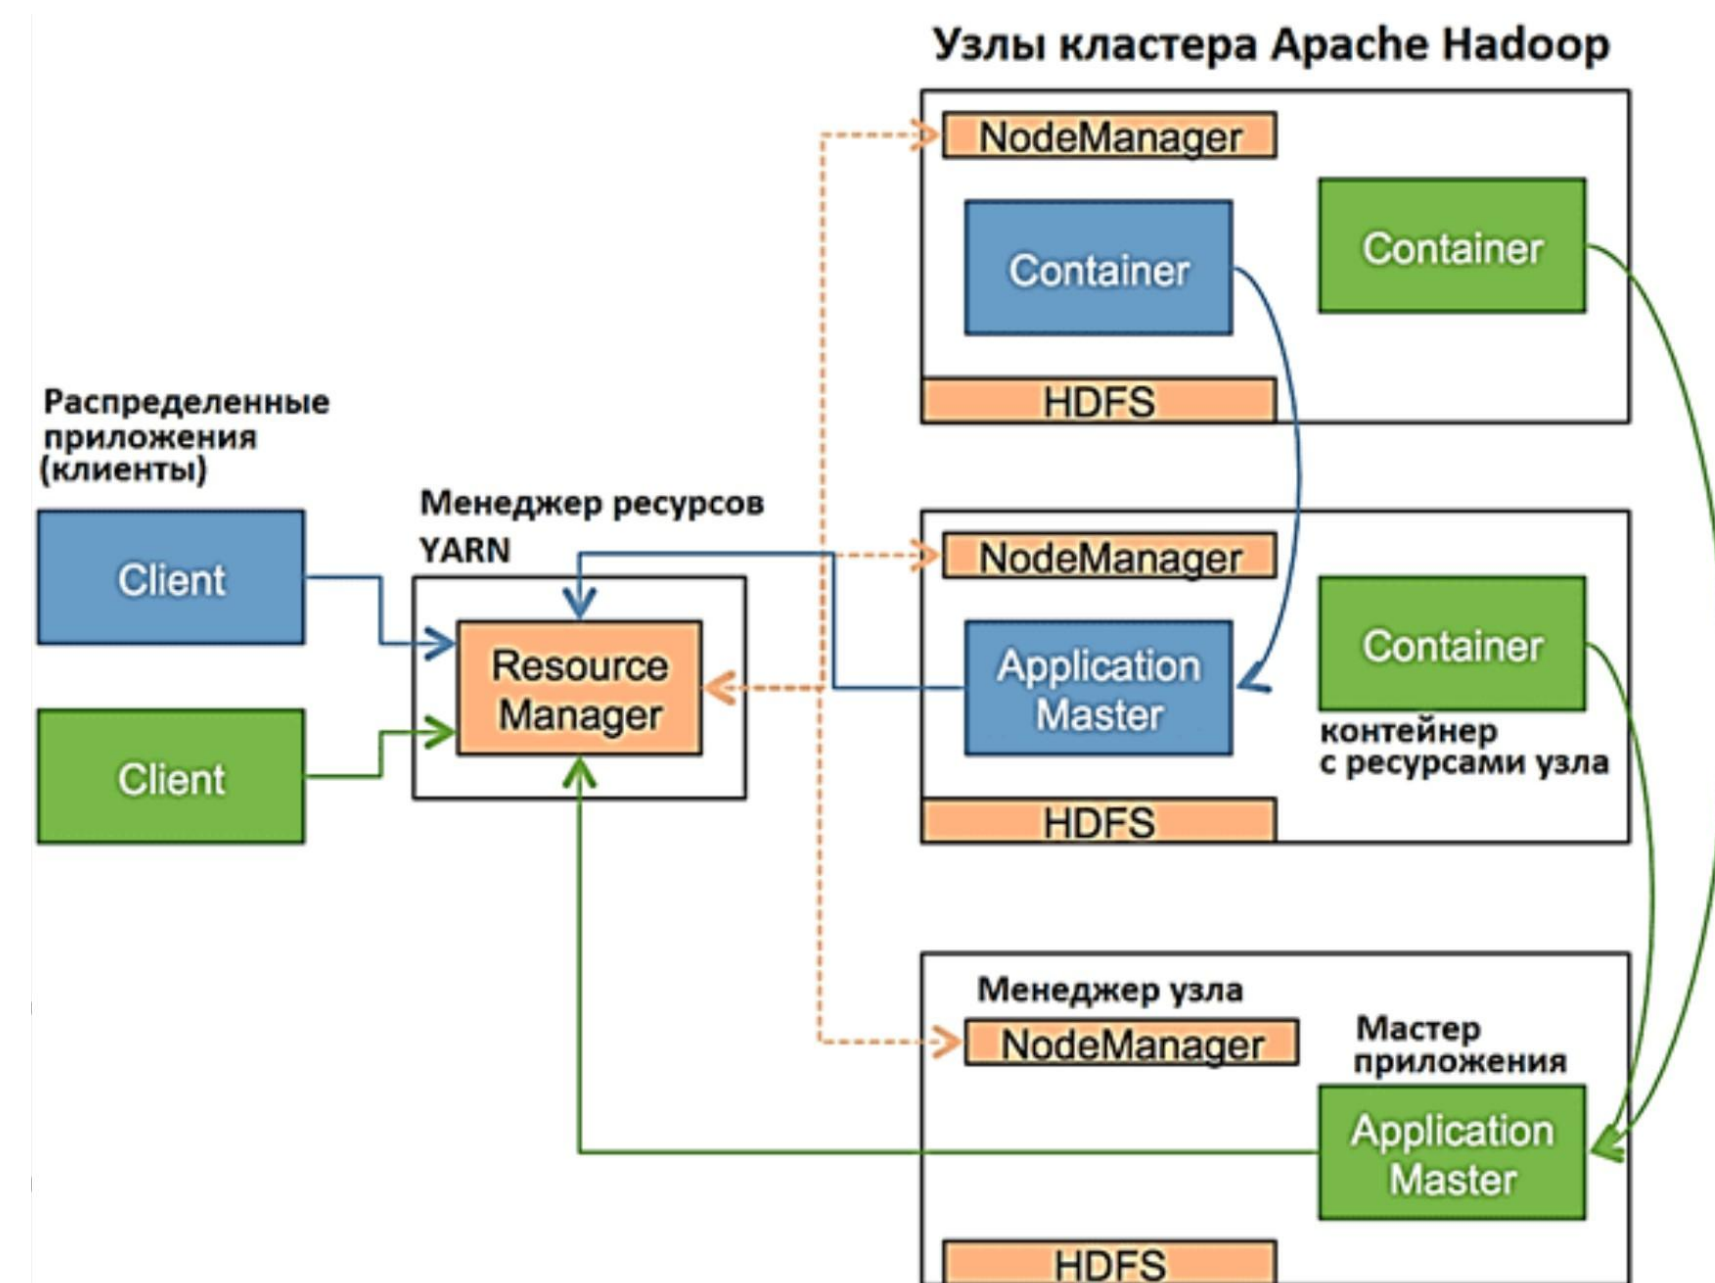 Узлы кластера Apache Hadoop
NodeManager
Container
Container
HDFS
Распределенные
приложения
(клиенты)
Client
Client
Менеджер ресурсов
YARN
Resource
Manager
NodeManager
Application
Master
Container
контейнер
с ресурсами узла
HDFS
Менеджер узла
NodeManager
Мастер
приложения
Application
Master
HDFS